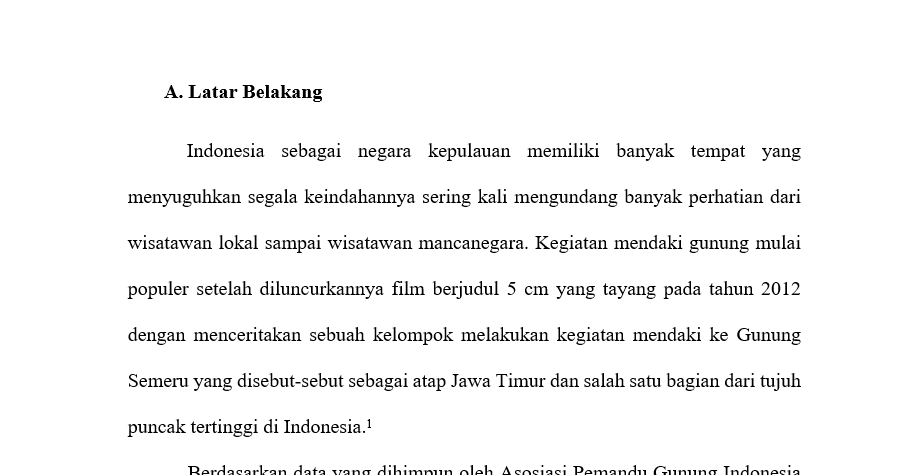 A. Latar Belakang
Indonesia sebagai negara kepulauan memiliki banyak tempat yang
menyuguhkan segala keindahannya sering kali mengundang banyak perhatian dari
wisatawan lokal sampai wisatawan mancanegara. Kegiatan mendaki gunung mulai
populer setelah diluncurkannya film berjudul 5 cm yang tayang pada tahun 2012
dengan menceritakan sebuah kelompok melakukan kegiatan mendaki ke Gunung
Semeru yang disebut-sebut sebagai atap Jawa Timur dan salah satu bagian dari tujuh
puncak tertinggi di Indonesia.¹
Berdasarkan data yang dihimpun oleh Asosiasi Pemandu Gunung Indonesia